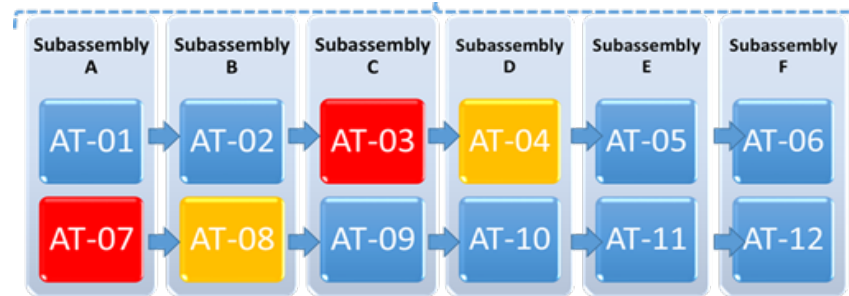 Subassembly
A
Subassembly
B
Subassembly
C
Subassembly
D
Subassembly
E
Subassembly
F
AT-01
AT-02
AT-03
AT-04
AT-05
AT-06
AT-07
AT-08
AT-09
AT-10
AT-11
AT-12